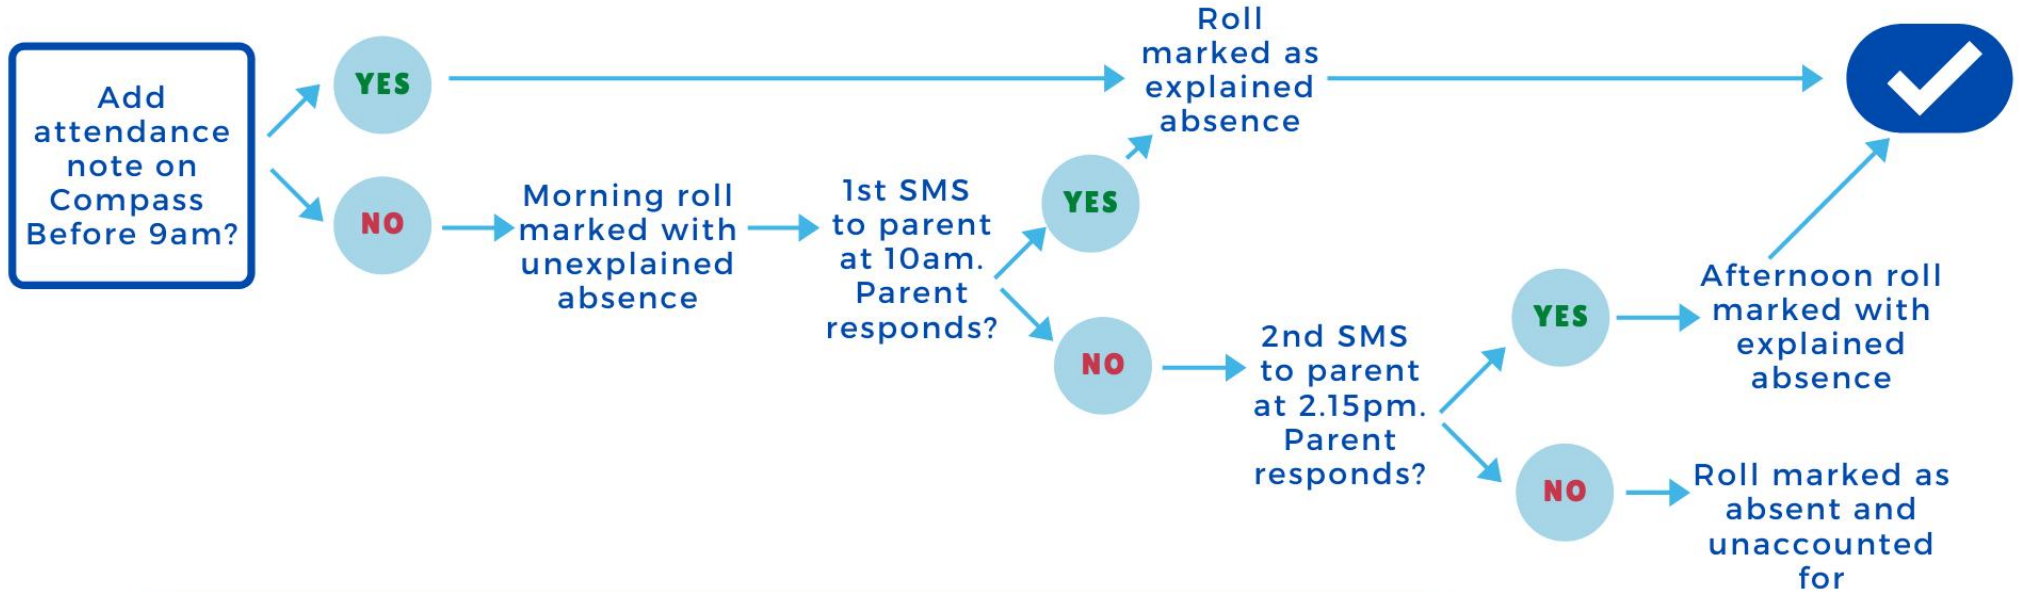 Add
attendance
note on
Compass
Before 9am?
YES
NO
Morning roll
marked with
unexplained
absence
1st SMS
to parent
at 10am.
Parent
responds?
YES
NO
Roll
marked as
explained
absence
2nd SMS
to parent
at 2.15pm.
Parent
responds?
YES
NO
Afternoon roll
marked with
explained
absence
Roll marked as
absent and
unaccounted
for